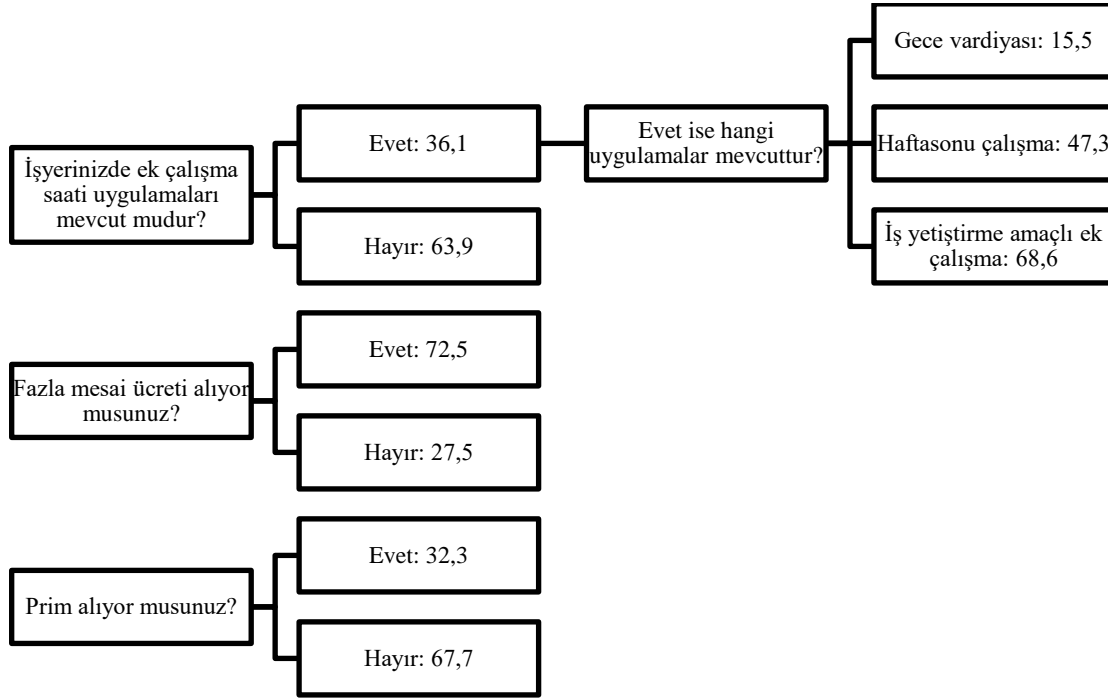 İşyerinizde ek çalışma
saati uygulamaları
mevcut mudur?
Evet: 36,1
Evet ise hangi
uygulamalar mevcuttur?
Gece vardiyası: 15,5
Haftasonu çalışma: 47,3
İş yetiştirme amaçlı ek
çalışma: 68,6
Hayır: 63,9
Fazla mesai ücreti alıyor
musunuz?
Evet: 72,5
Hayır: 27,5
Prim alıyor musunuz?
Evet: 32,3
Hayır: 67,7